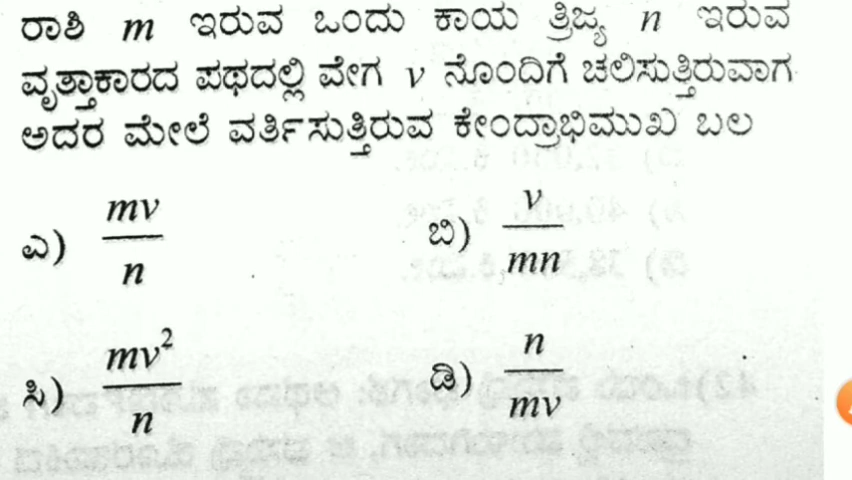 ರಾಶಿ m ಇರುವ ಒಂದು ಕಾಯ ತ್ರಿಜ್ಯ n ಇರುವ
ವೃತ್ತಾಕಾರದ ಪಥದಲ್ಲಿ ವೇಗ v ನೊಂದಿಗೆ ಚಲಿಸುತ್ತಿರುವಾಗ
ಅದರ ಮೇಲೆ ವರ್ತಿಸುತ್ತಿರುವ ಕೇಂದ್ರಾಭಿಮುಖ ಬಲ
ಎ) mv/n ಬಿ) v/mn
ಸಿ) mv²/n ಡಿ) n/mv